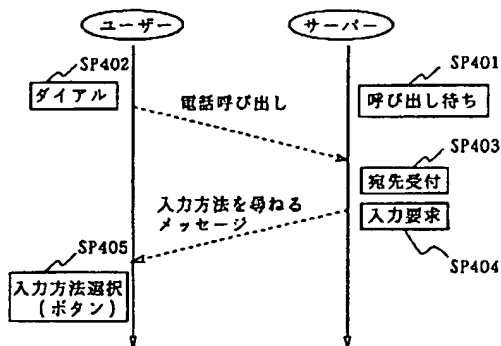 ユーザー
サーバー
SP402
SP401
ダイアル
電話呼び出し
呼び出し待ち
SP403
宛先受付
入力方法を尋ねる
メッセージ
入力要求
SP405
SP404
入力方法選択
(ボタン)